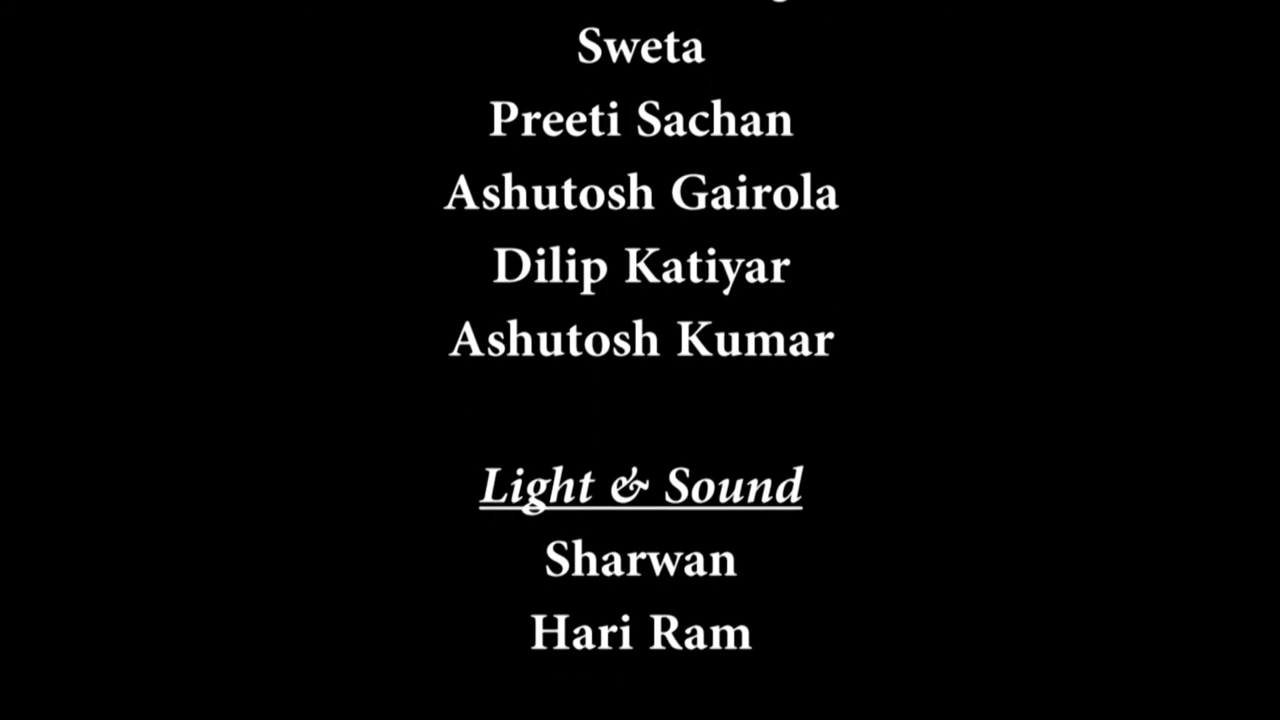 Sweta
Preeti Sachan
Ashutosh Gairola
Dilip Katiyar
Ashutosh Kumar
Light & Sound
Sharwan
Hari Ram